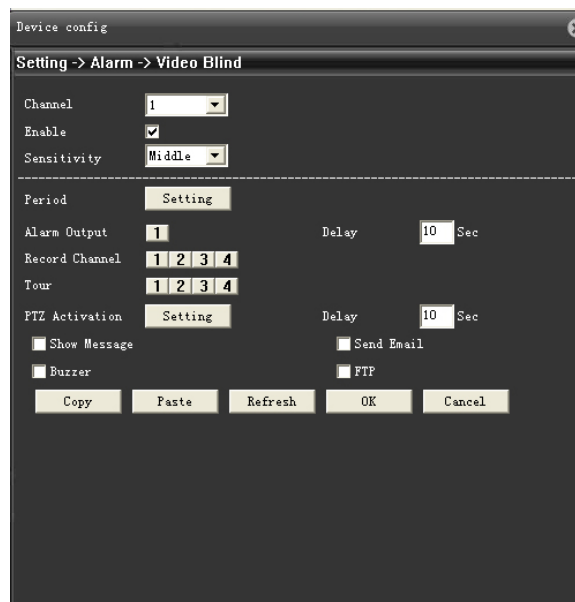 Device config
Setting -> Alarm -> Video Blind
Channel 1
Enable
Sensitivity Middle
Period Setting
Alarm Output 1 Delay 10 Sec
Record Channel 1 2 3 4
Tour 1 2 3 4
PTZ Activation Setting Delay 10 Sec
Show Message Send Email
Buzzer FTP
Copy Paste Refresh OK Cancel